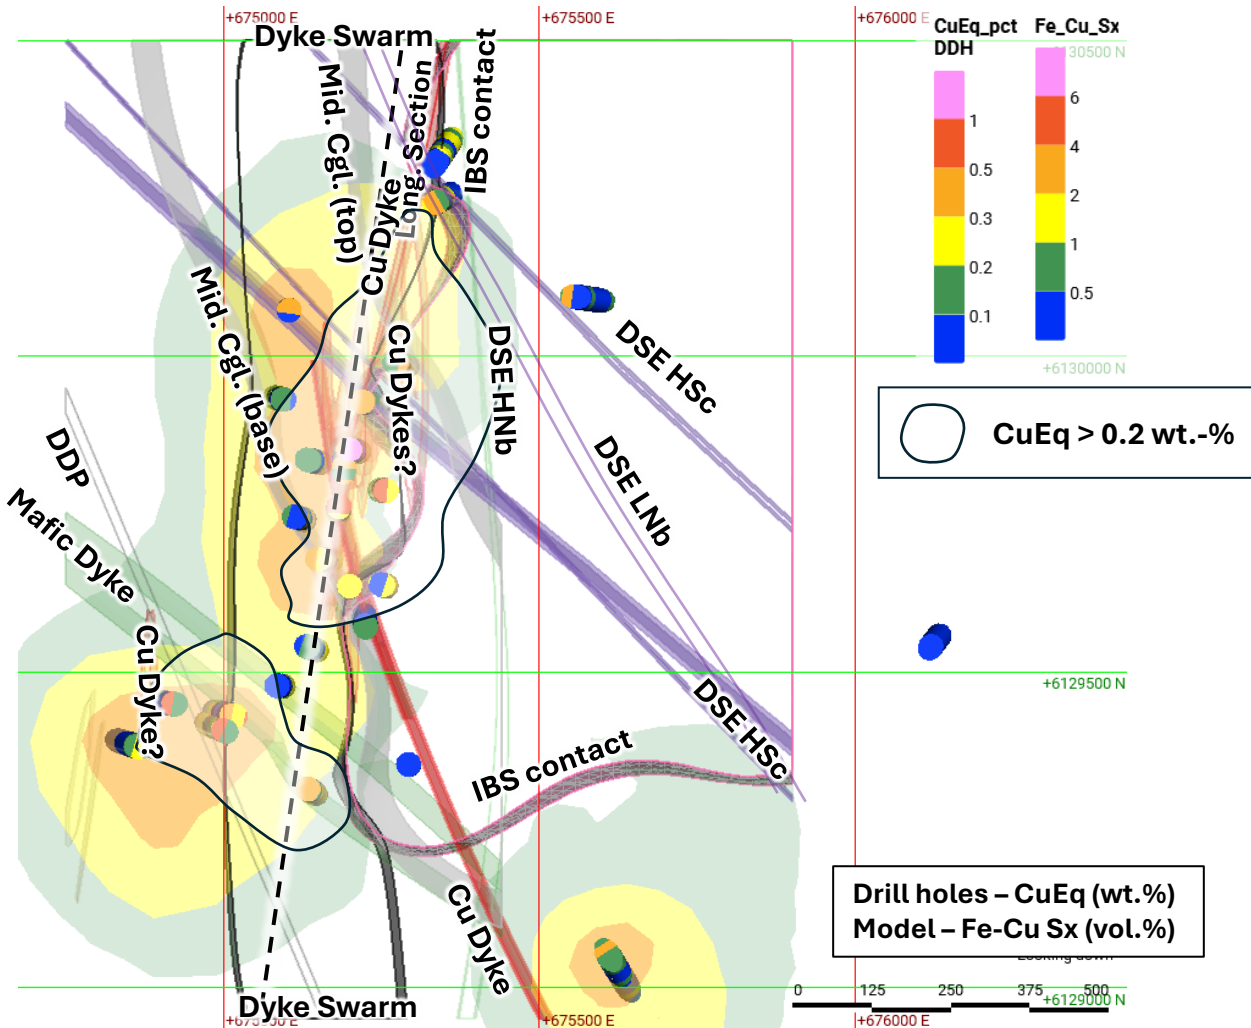 +675000 E
+675500 E
+676000 E
Dyke Swarm
CuEq_pct
DDH
Fe_Cu_Sx
+6130500 N
1
0.5
0.3
0.2
0.1
6
4
2
1
0.5
Mid. Cgl. (top)
Long. Section
IBS contact
Cu Dyke
Mid. Cgl. (base)
Cu Dykes?
DSE HNb
DSE HSc
+6130000 N
CuEq > 0.2 wt.-%
DSE LNb
DDP
Mafic Dyke
Cu Dyke?
+6129500 N
DSE HSc
IBS contact
Cu Dyke
Drill holes – CuEq (wt.%)
Model – Fe-Cu Sx (vol.%)
Looking down
0
125
250
375
500
+6129000 N
Dyke Swarm
+675500 E
+676000 E